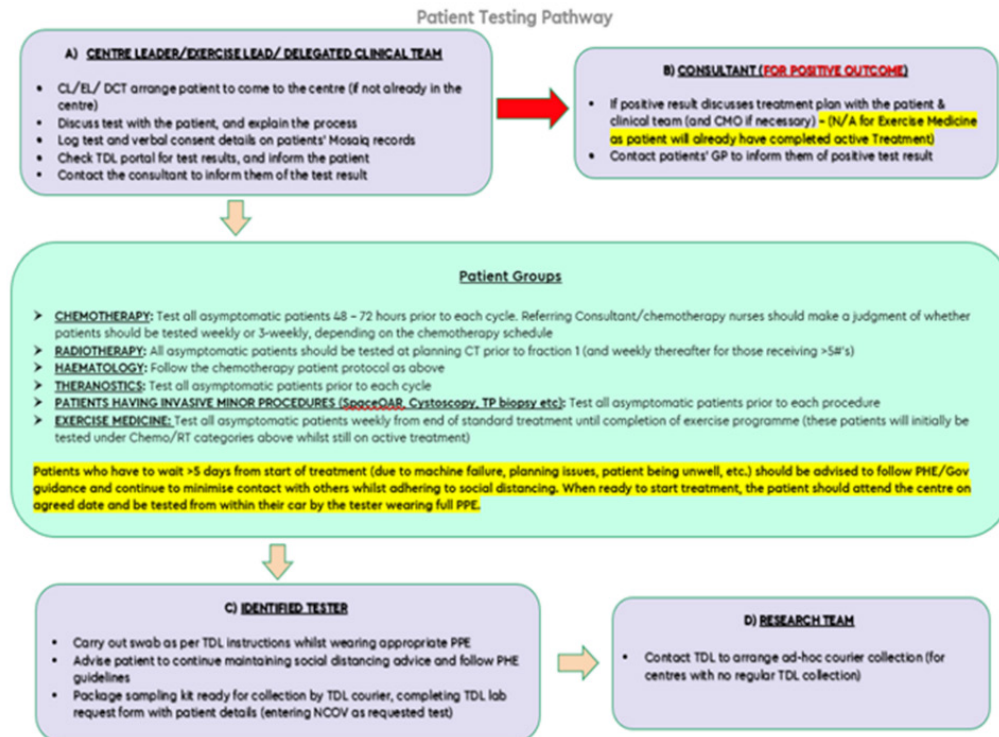 Patient Testing Pathway
A) CENTRE LEADER/EXERCISE LEAD/ DELEGATED CLINICAL TEAM
• CL/EL/ DCT arrange patient to come to the centre (if not already in the
centre)
• Discuss test with the patient, and explain the process
• Log test and verbal consent details on patients' Mosaiq records
• Check TDL portal for test results, and inform the patient
• Contact the consultant to inform them of the test result
B) CONSULTANT (FOR POSITIVE OUTCOME)
• If positive result discusses treatment plan with the patient &
clinical team (and CMO if necessary) – (N/A for Exercise Medicine
as patient will already have completed active Treatment)
• Contact patients' GP to inform them of positive test result
Patient Groups
➤ CHEMOTHERAPY: Test all asymptomatic patients 48 – 72 hours prior to each cycle. Referring Consultant/chemotherapy nurses should make a judgment of whether
patients should be tested weekly or 3-weekly, depending on the chemotherapy schedule
➤ RADIOTHERAPY: All asymptomatic patients should be tested at planning CT prior to fraction 1 (and weekly thereafter for those receiving >5#'s)
➤ HAEMATOLOGY: Follow the chemotherapy patient protocol as above
➤ THERANOSTICS: Test all asymptomatic patients prior to each cycle
➤ PATIENTS HAVING INVASIVE MINOR PROCEDURES (SpaceOAR, Cystoscopy, TP biopsy etc): Test all asymptomatic patients prior to each procedure
➤ EXERCISE MEDICINE: Test all asymptomatic patients weekly from end of standard treatment until completion of exercise programme (these patients will initially be
tested under Chemo/RT categories above whilst still on active treatment)
Patients who have to wait >5 days from start of treatment (due to machine failure, planning issues, patient being unwell, etc.) should be advised to follow PHE/Gov
guidance and continue to minimise contact with others whilst adhering to social distancing. When ready to start treatment, the patient should attend the centre on
agreed date and be tested from within their car by the tester wearing full PPE.
C) IDENTIFIED TESTER
• Carry out swab as per TDL instructions whilst wearing appropriate PPE
• Advise patient to continue maintaining social distancing advice and follow PHE
guidelines
• Package sampling kit ready for collection by TDL courier, completing TDL lab
request form with patient details (entering NCOV as requested test)
D) RESEARCH TEAM
• Contact TDL to arrange ad-hoc courier collection (for
centres with no regular TDL collection)